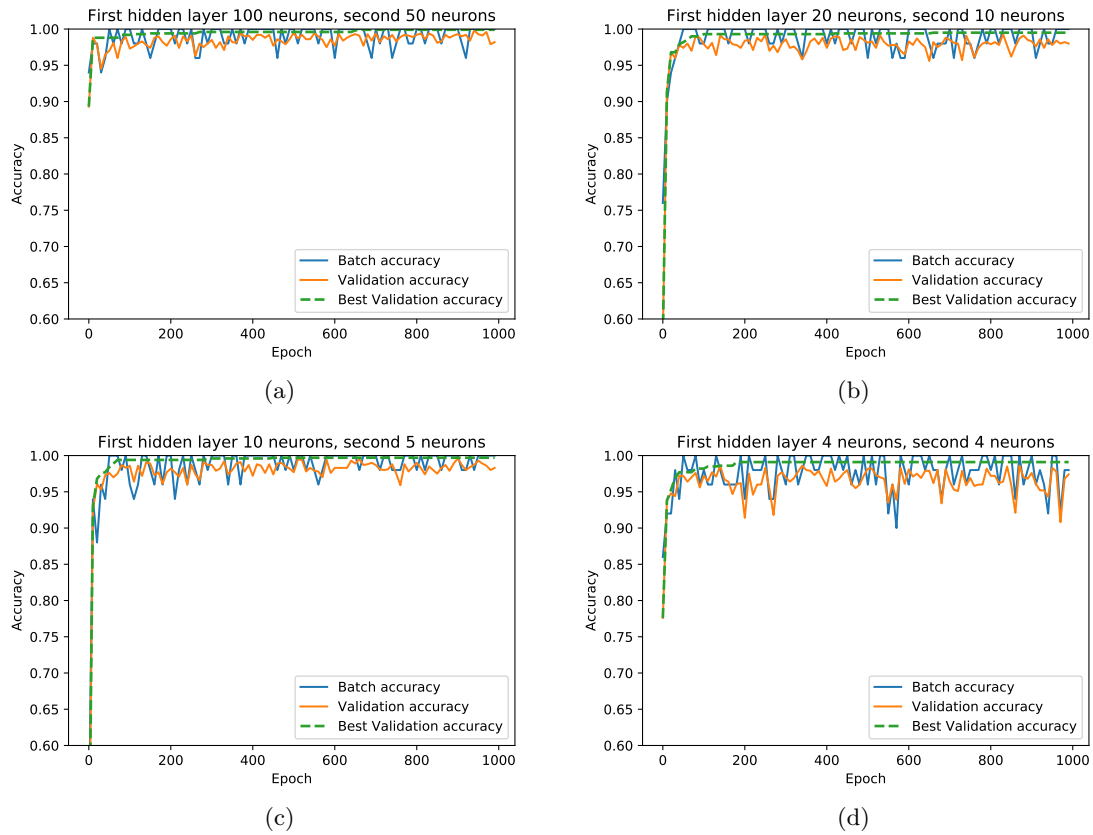 First hidden layer 100 neurons, second 50 neurons
1.00
0.95
0.90
0.85
0.80
0.75
0.70
0.65
0.60
Accuracy
0
200
400
600
800
1000
Epoch
Batch accuracy
Validation accuracy
Best Validation accuracy
(a)
First hidden layer 20 neurons, second 10 neurons
1.00
0.95
0.90
0.85
0.80
0.75
0.70
0.65
0.60
Accuracy
0
200
400
600
800
1000
Epoch
Batch accuracy
Validation accuracy
Best Validation accuracy
(b)
First hidden layer 10 neurons, second 5 neurons
1.00
0.95
0.90
0.85
0.80
0.75
0.70
0.65
0.60
Accuracy
0
200
400
600
800
1000
Epoch
Batch accuracy
Validation accuracy
Best Validation accuracy
(c)
First hidden layer 4 neurons, second 4 neurons
1.00
0.95
0.90
0.85
0.80
0.75
0.70
0.65
0.60
Accuracy
0
200
400
600
800
1000
Epoch
Batch accuracy
Validation accuracy
Best Validation accuracy
(d)